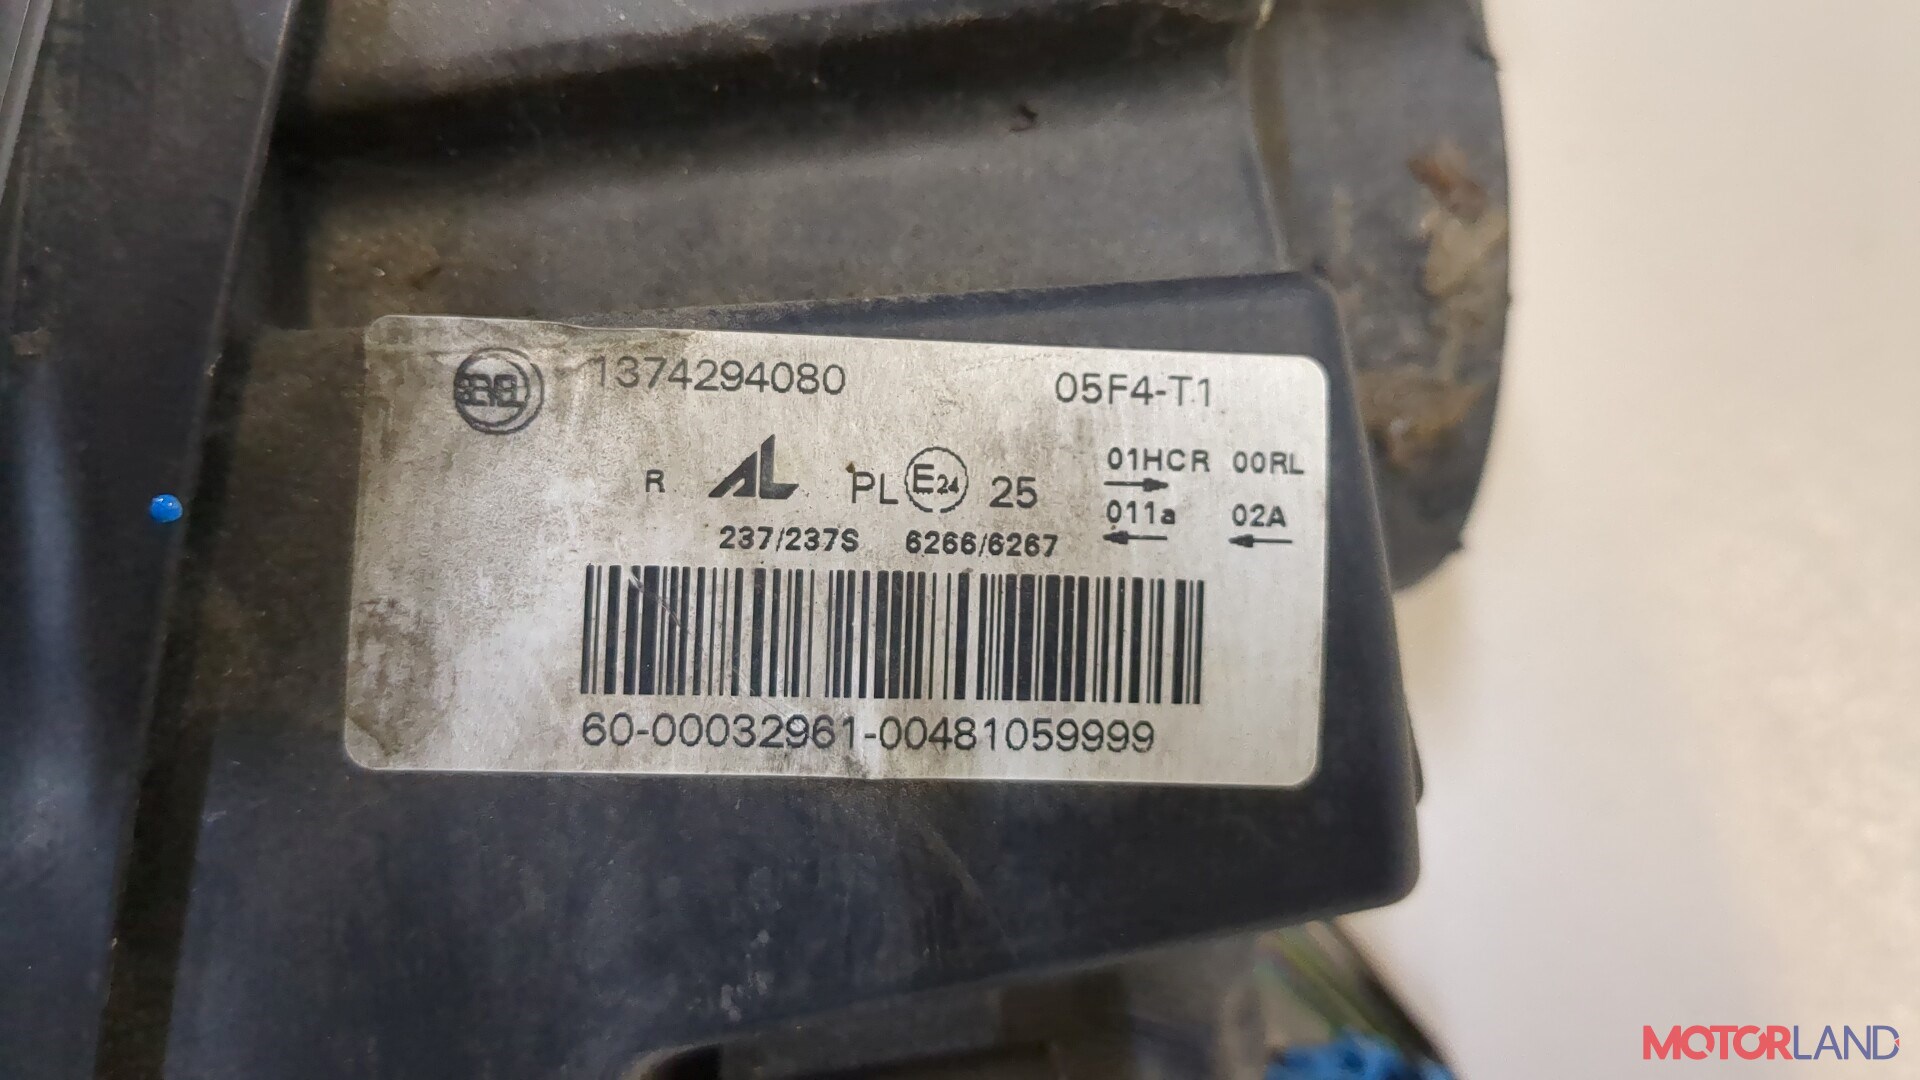 SEVEL 1374294080 05F4-T1
R AL PL E24 25 01HCR 00RL
011a 02A
237/237S 6266/6267
60-00032961-00481059999
MOTORLAND